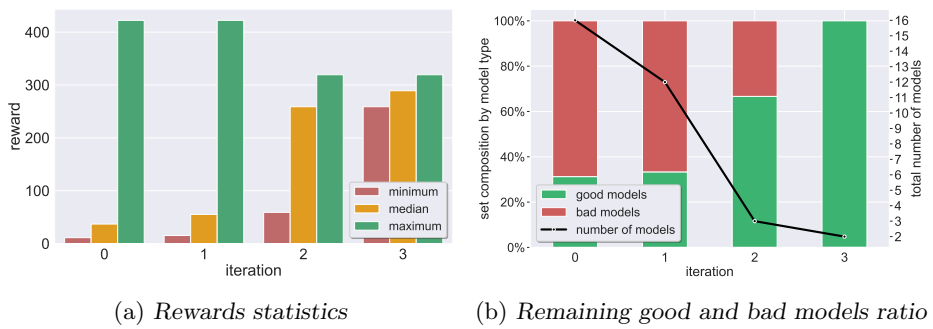 400
300
200
100
0
reward
minimum
median
maximum
0 1 2 3
iteration
(a) Rewards statistics
100%
80%
60%
40%
20%
0%
set composition by model type
good models
bad models
number of models
0 1 2 3
iteration
16
15
14
13
12
11
10
9
8
7
6
5
4
3
2
total number of models
(b) Remaining good and bad models ratio